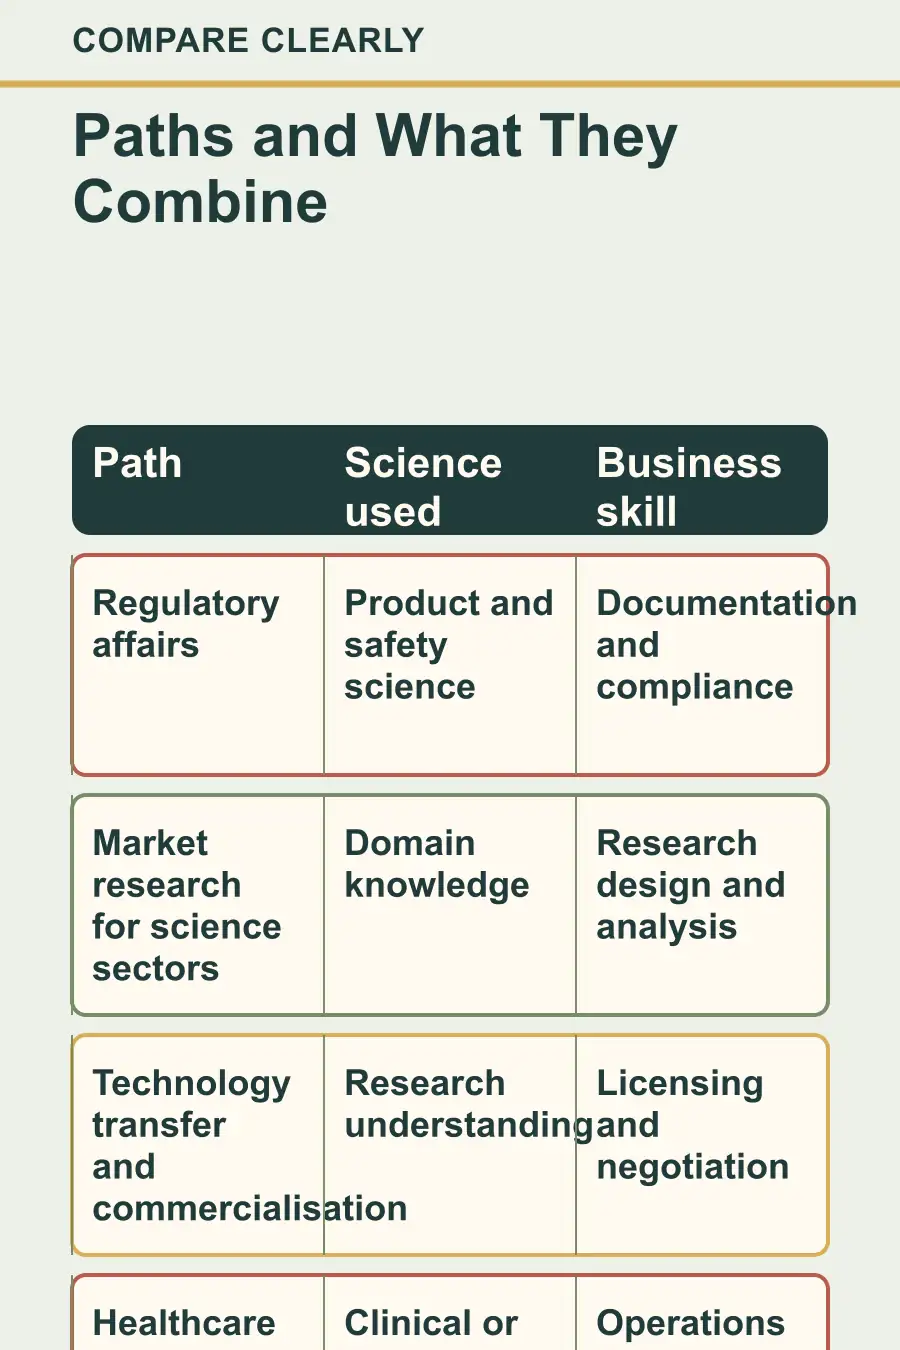 COMPARE CLEARLY
Paths and What They
Combine
Path
Science
used
Business
skill
Regulatory
affairs
Product and
safety
science
Documentation
and
compliance
Market
research
for science
sectors
Domain
knowledge
Research
design and
analysis
Technology
transfer
and
commercialisation
Research
understanding
Licensing
and
negotiation
Healthcare
Clinical or
Operations